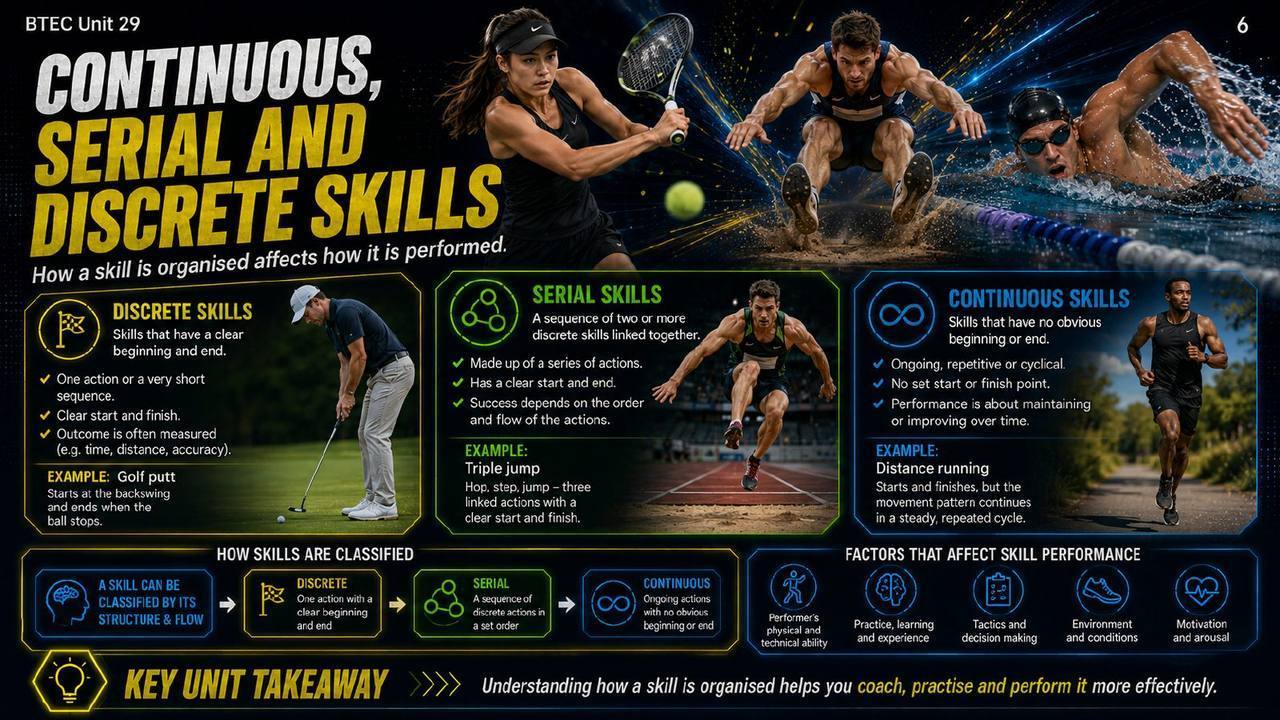 BTEC Unit 29
6
CONTINUOUS,
SERIAL AND
DISCRETE SKILLS
How a skill is organised affects how it is performed.
DISCRETE SKILLS
Skills that have a clear
beginning and end.
One action or a very short
sequence.
Clear start and finish.
Outcome is often measured
(e.g. time, distance, accuracy).
EXAMPLE: Golf putt
Starts at the backswing
and ends when the
ball stops.
SERIAL SKILLS
A sequence of two or more
discrete skills linked together.
Made up of a series of actions.
Has a clear start and end.
Success depends on the order
and flow of the actions.
EXAMPLE:
Triple jump
Hop, step, jump – three
linked actions with a
clear start and finish.
CONTINUOUS SKILLS
Skills that have no obvious
beginning or end.
Ongoing, repetitive or cyclical.
No set start or finish point.
Performance is about maintaining
or improving over time.
EXAMPLE:
Distance running
Starts and finishes, but the
movement pattern continues
in a steady, repeated cycle.
HOW SKILLS ARE CLASSIFIED
A SKILL CAN BE
CLASSIFIED BY ITS
STRUCTURE & FLOW
DISCRETE
One action with a
clear beginning
and end
SERIAL
A sequence of
discrete actions in
a set order
CONTINUOUS
Ongoing actions
with no obvious
beginning or end
FACTORS THAT AFFECT SKILL PERFORMANCE
Performer's
physical and
technical ability
Practice, learning
and experience
Tactics and
decision making
Environment
and conditions
Motivation
and arousal
KEY UNIT TAKEAWAY
Understanding how a skill is organised helps you coach, practise and perform it more effectively.